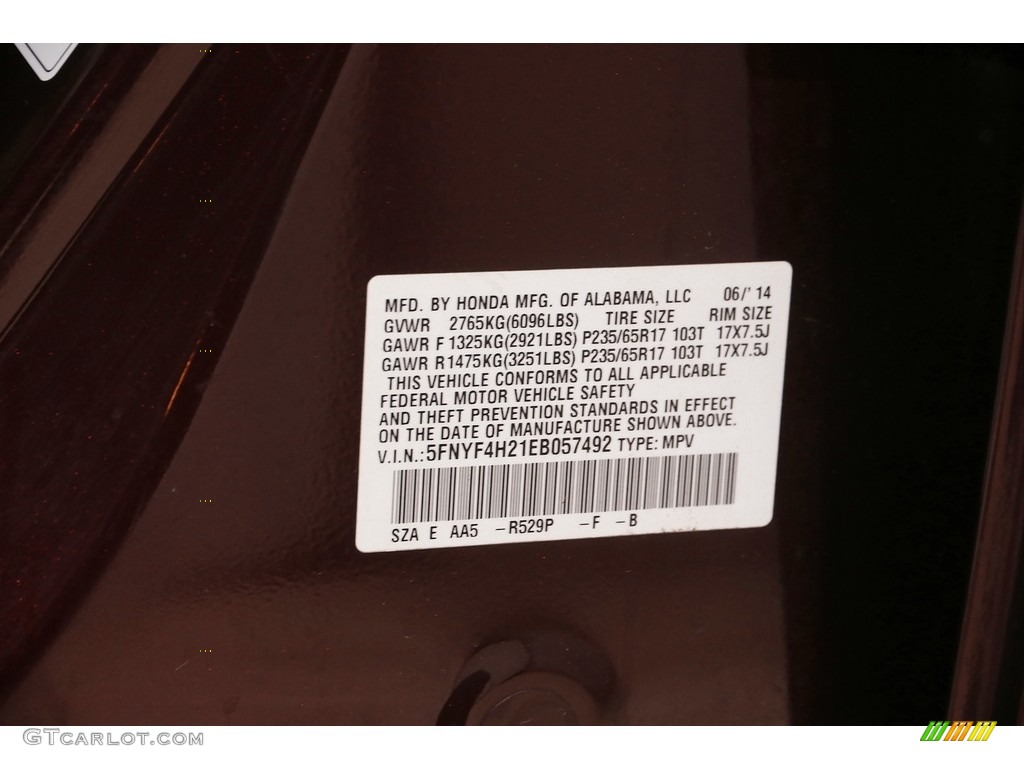 MFD. BY HONDA MFG. OF ALABAMA, LLC 06/'14
GVWR 2765KG(6096LBS) TIRE SIZE RIM SIZE
GAWR F 1325KG(2921LBS) P235/65R17 103T 17X7.5J
GAWR R 1475KG(3251LBS) P235/65R17 103T 17X7.5J
THIS VEHICLE CONFORMS TO ALL APPLICABLE
FEDERAL MOTOR VEHICLE SAFETY
AND THEFT PREVENTION STANDARDS IN EFFECT
ON THE DATE OF MANUFACTURE SHOWN ABOVE.
V.I.N.: 5FNYF4H21EB057492 TYPE: MPV
SZA E AA5 -R529P -F -B
GTCARLOT.COM